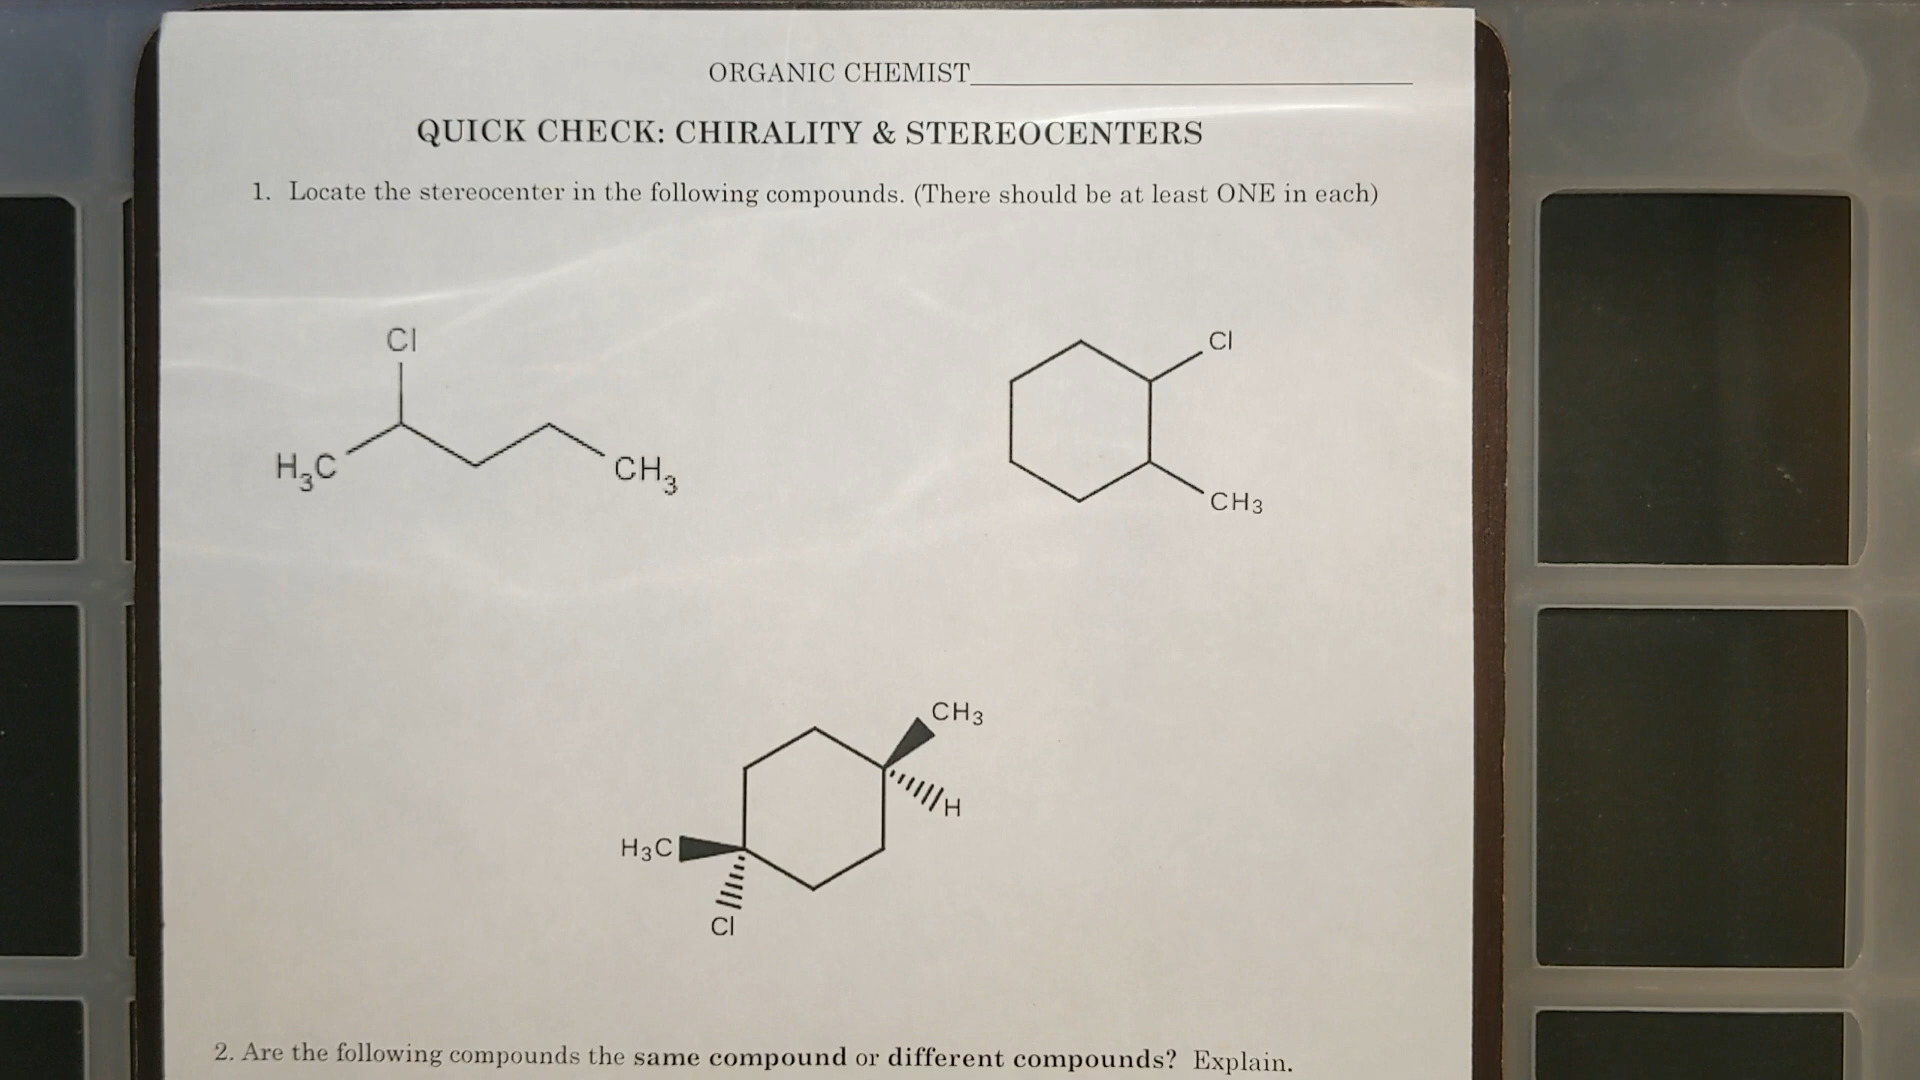 ORGANIC CHEMIST
QUICK CHECK: CHIRALITY & STEREOCENTERS
1. Locate the stereocenter in the following compounds. (There should be at least ONE in each)
Cl
H₃C
CH₃
Cl
CH₃
CH₃
H
H₃C
Cl
2. Are the following compounds the same compound or different compounds? Explain.